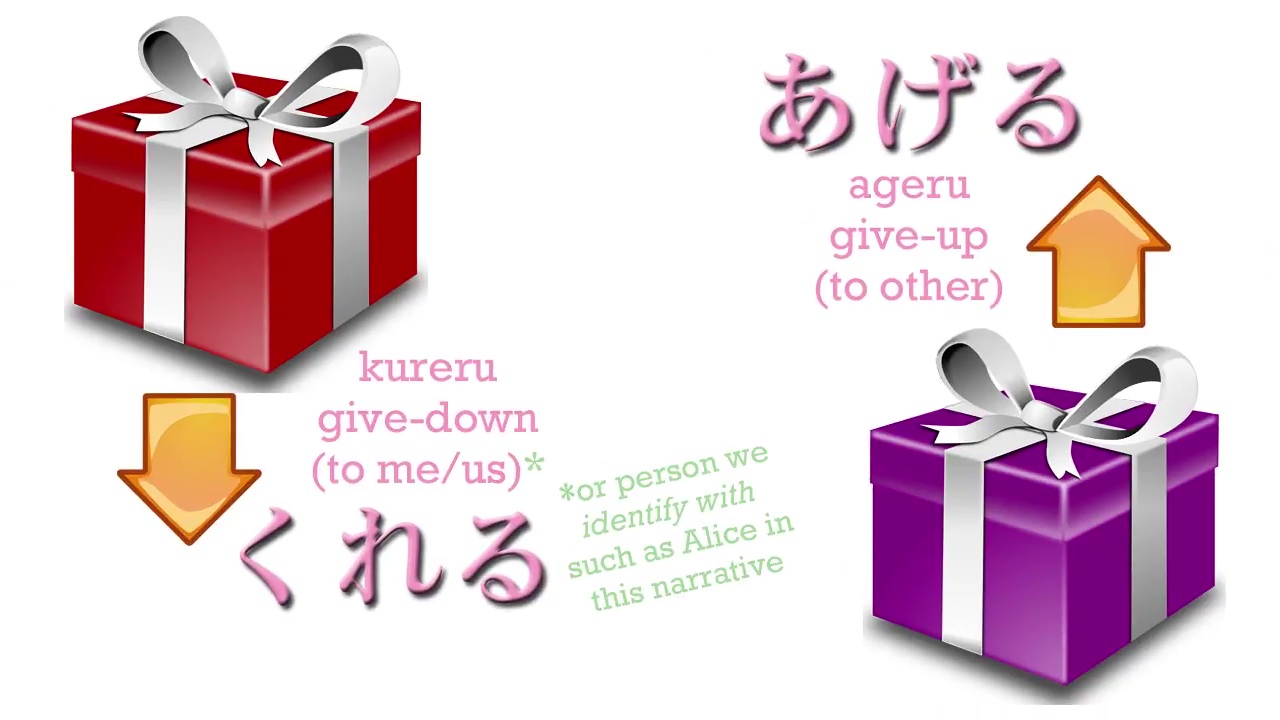 あげる
ageru
give-up
(to other)
kureru
give-down
(to me/us)*
くれる
*or person we
identify with
such as Alice in
this narrative